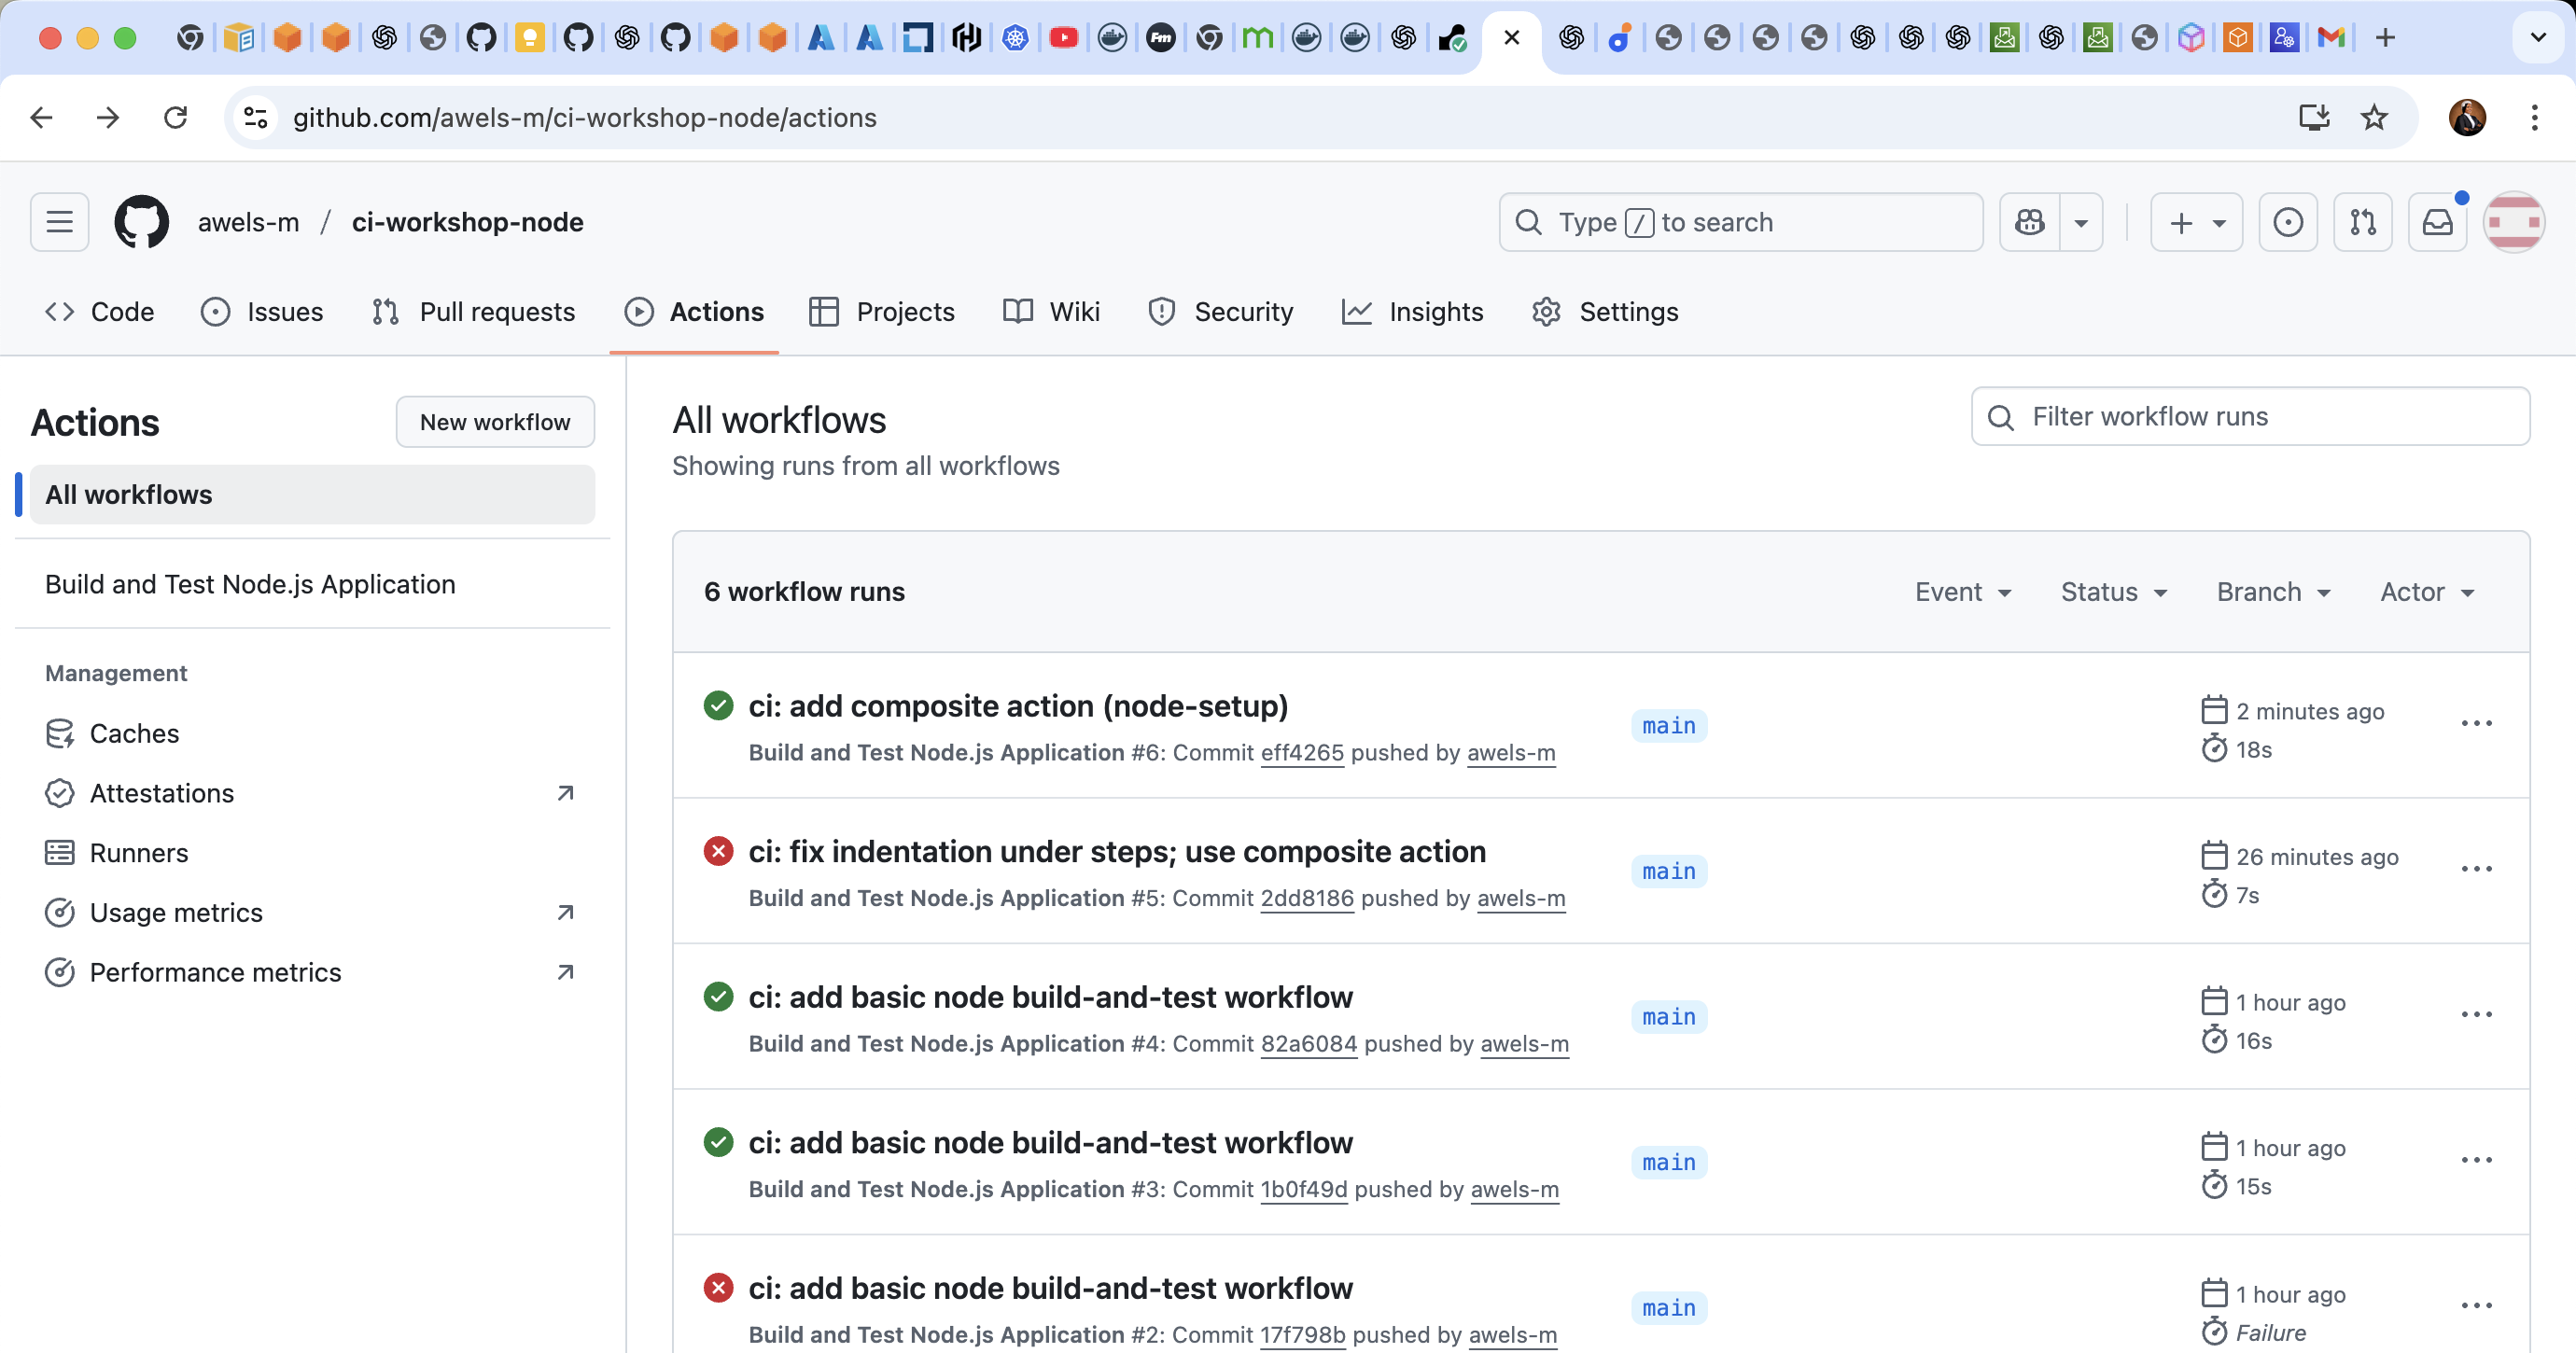 Fm
github.com/awels-m/ci-workshop-node/actions
awels-m / ci-workshop-node
Type / to search
Code
Issues
Pull requests
Actions
Projects
Wiki
Security
Insights
Settings
Actions
New workflow
All workflows
Build and Test Node.js Application
Management
Caches
Attestations
Runners
Usage metrics
Performance metrics
All workflows
Showing runs from all workflows
Filter workflow runs
6 workflow runs
Event
Status
Branch
Actor
ci: add composite action (node-setup)
Build and Test Node.js Application #6: Commit eff4265 pushed by awels-m
main
2 minutes ago
18s
ci: fix indentation under steps; use composite action
Build and Test Node.js Application #5: Commit 2dd8186 pushed by awels-m
main
26 minutes ago
7s
ci: add basic node build-and-test workflow
Build and Test Node.js Application #4: Commit 82a6084 pushed by awels-m
main
1 hour ago
16s
ci: add basic node build-and-test workflow
Build and Test Node.js Application #3: Commit 1b0f49d pushed by awels-m
main
1 hour ago
15s
ci: add basic node build-and-test workflow
Build and Test Node.js Application #2: Commit 17f798b pushed by awels-m
main
1 hour ago
Failure